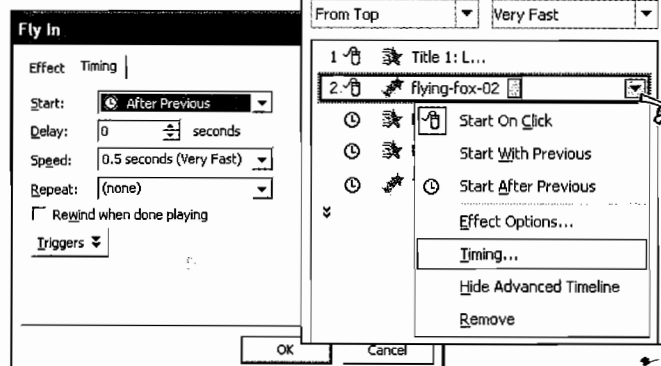 Fly In
Effect Timing
Start: After Previous
Delay: 0 seconds
Speed: 0.5 seconds (Very Fast)
Repeat: (none)
Rewind when done playing
Triggers
OK Cancel
From Top Very Fast
1 Title 1: L...
2 flying-fox-02
Start On Click
Start With Previous
Start After Previous
Effect Options...
Timing...
Hide Advanced Timeline
Remove